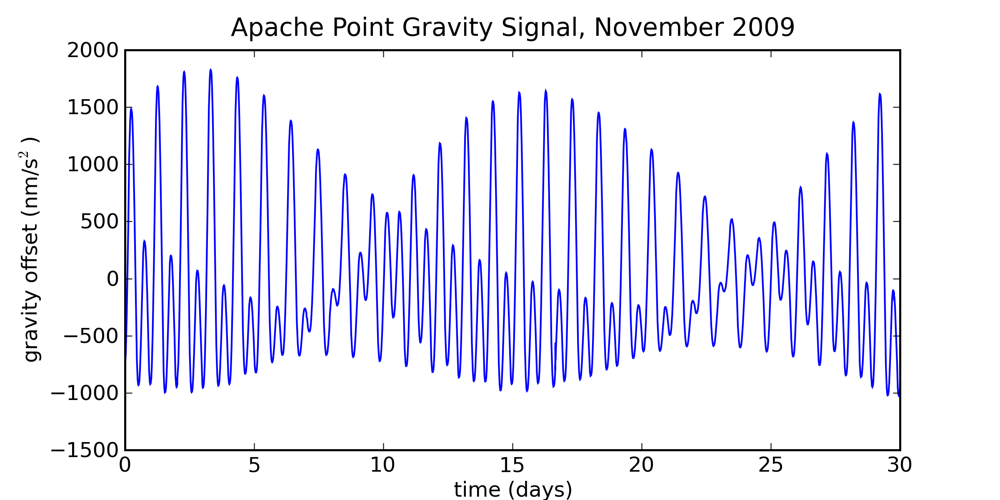 Apache Point Gravity Signal, November 2009
2000
1500
1000
500
0
−500
−1000
−1500
gravity offset (nm/s² )
0 5 10 15 20 25 30
time (days)